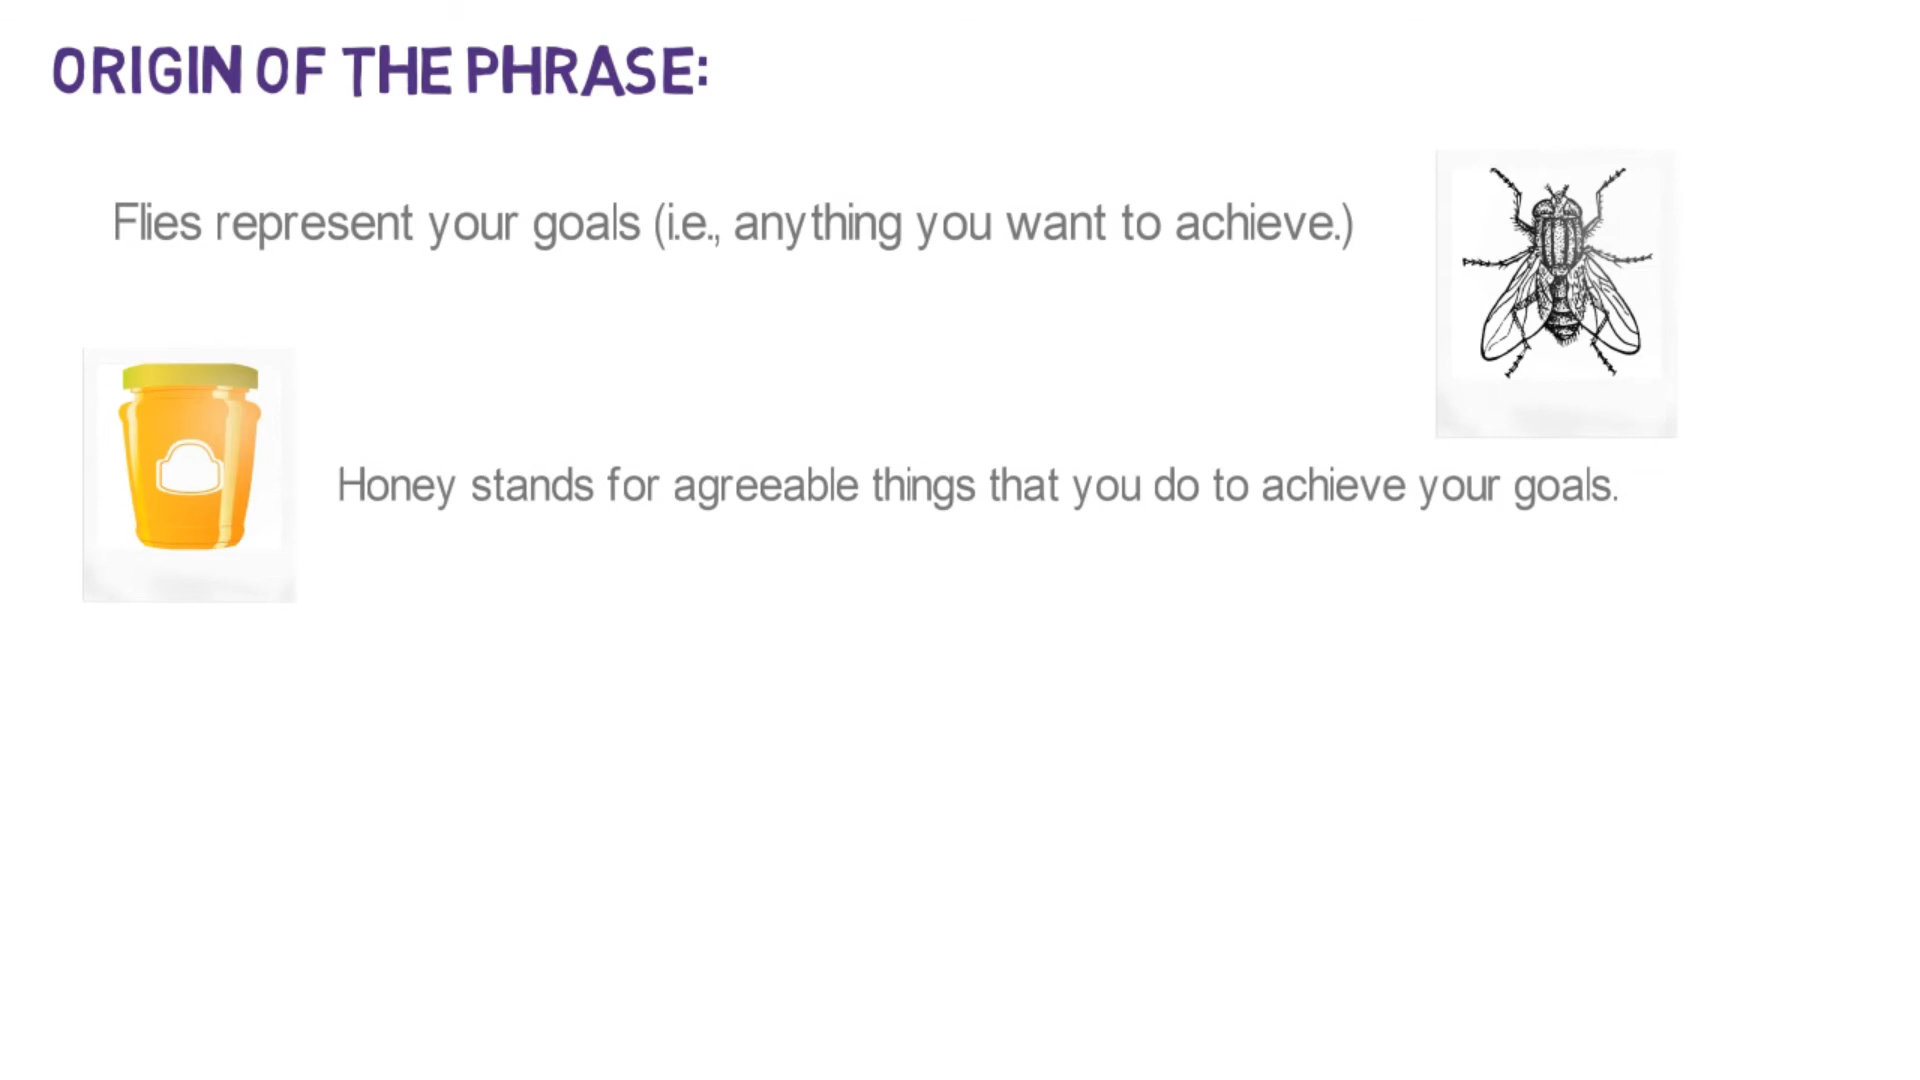 ORIGIN OF THE PHRASE:
Flies represent your goals (i.e., anything you want to achieve.)
Honey stands for agreeable things that you do to achieve your goals.